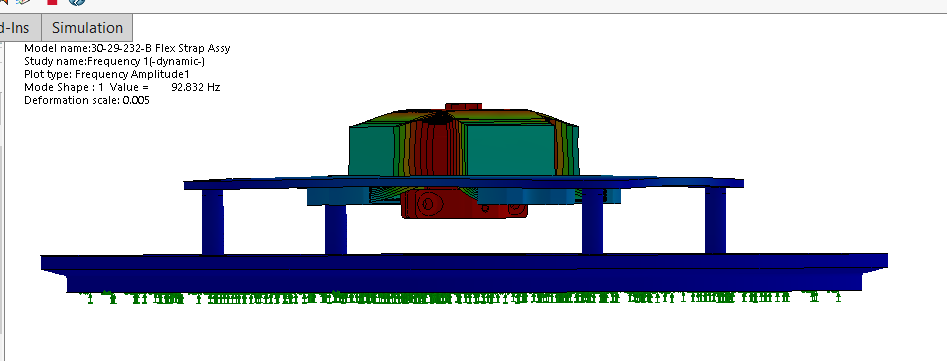 d-Ins Simulation
Model name:30-29-232-B Flex Strap Assy
Study name:Frequency 1(-dynamic-)
Plot type: Frequency Amplitude1
Mode Shape : 1 Value = 92.832 Hz
Deformation scale: 0.005